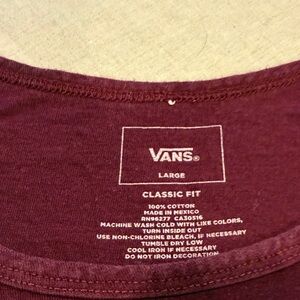 VANS®
LARGE
CLASSIC FIT
100% COTTON
MADE IN MEXICO
RN96277 CA30516
MACHINE WASH COLD WITH LIKE COLORS,
TURN INSIDE OUT
USE NON-CHLORINE BLEACH, IF NECESSARY
TUMBLE DRY LOW
COOL IRON IF NECESSARY
DO NOT IRON DECORATION